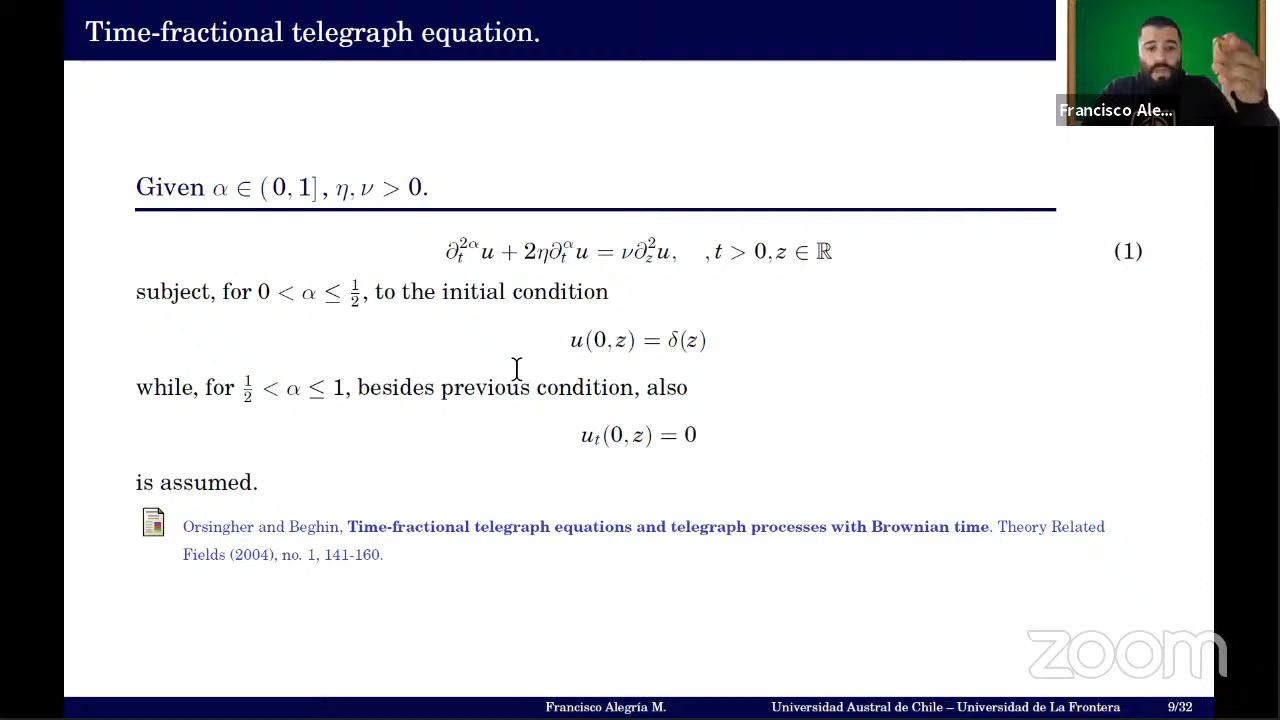 Time-fractional telegraph equation.
Francisco Ale...
Given α ∈ (0, 1], η, ν > 0.
∂_t^{2α} u + 2η∂_t^α u = ν∂_z^2 u, , t > 0, z ∈ ℝ (1)
subject, for 0 < α ≤ 1/2, to the initial condition
u(0, z) = δ(z)
while, for 1/2 < α ≤ 1, besides previous condition, also
u_t(0, z) = 0
is assumed.
Orsingher and Beghin, Time-fractional telegraph equations and telegraph processes with Brownian time. Theory Related
Fields (2004), no. 1, 141-160.
zoom
Francisco Alegría M. Universidad Austral de Chile – Universidad de La Frontera 9/32